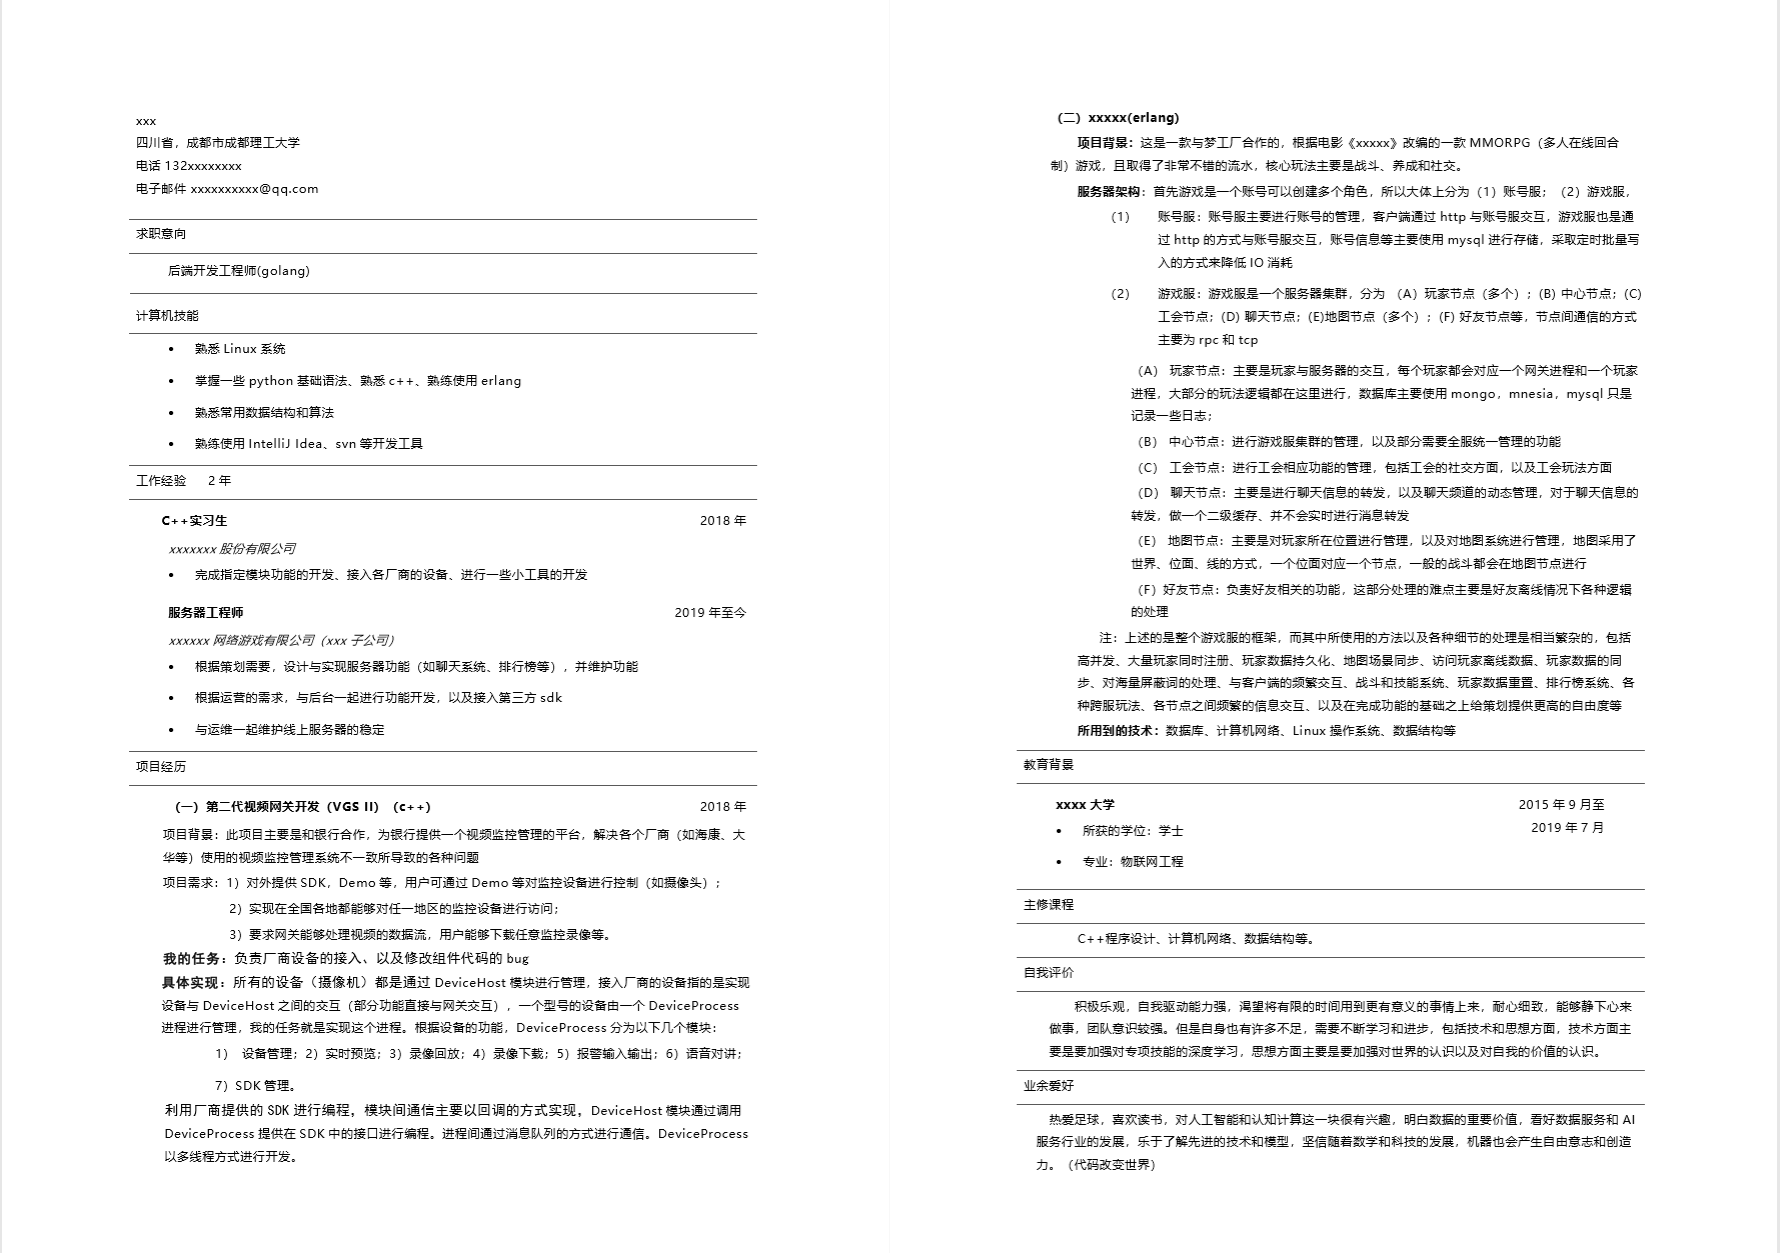 xxx
四川省，成都市成都理工大学
电话 132xxxxxxxx
电子邮件 xxxxxxxxxx@qq.com
求职意向
后端开发工程师(golang)
计算机技能
• 熟悉 Linux 系统
• 掌握一些 python 基础语法、熟悉 c++、熟练使用 erlang
• 熟悉常用数据结构和算法
• 熟练使用 IntelliJ Idea、svn 等开发工具
工作经验 2 年
C++实习生 2018 年
xxxxxxx 股份有限公司
• 完成指定模块功能的开发、接入各厂商的设备、进行一些小工具的开发
服务器工程师 2019 年至今
xxxxxx 网络游戏有限公司（xxx 子公司）
• 根据策划需要，设计与实现服务器功能（如聊天系统、排行榜等），并维护功能
• 根据运营的需求，与后台一起进行功能开发，以及接入第三方 sdk
• 与运维一起维护线上服务器的稳定
项目经历
（一）第二代视频网关开发（VGS II）（c++） 2018 年
项目背景：此项目主要是和银行合作，为银行提供一个视频监控管理的平台，解决各个厂商（如海康、大
华等）使用的视频监控管理系统不一致所导致的各种问题
项目需求：1）对外提供 SDK，Demo 等，用户可通过 Demo 等对监控设备进行控制（如摄像头）；
2）实现在全国各地都能够对任一地区的监控设备进行访问；
3）要求网关能够处理视频的数据流，用户能够下载任意监控录像等。
我的任务：负责厂商设备的接入、以及修改组件代码的 bug
具体实现：所有的设备（摄像机）都是通过 DeviceHost 模块进行管理，接入厂商的设备指的是实现
设备与 DeviceHost 之间的交互（部分功能直接与网关交互），一个型号的设备由一个 DeviceProcess
进程进行管理，我的任务就是实现这个进程。根据设备的功能，DeviceProcess 分为以下几个模块：
1） 设备管理；2）实时预览；3）录像回放；4）录像下载；5）报警输入输出；6）语音对讲；
7）SDK 管理。
利用厂商提供的 SDK 进行编程，模块间通信主要以回调的方式实现，DeviceHost 模块通过调用
DeviceProcess 提供在 SDK 中的接口进行编程。进程间通过消息队列的方式进行通信。DeviceProcess
以多线程方式进行开发。
（二）xxxxx(erlang)
项目背景：这是一款与梦工厂合作的，根据电影《xxxxx》改编的一款 MMORPG（多人在线回合
制）游戏，且取得了非常不错的流水，核心玩法主要是战斗、养成和社交。
服务器架构：首先游戏是一个账号可以创建多个角色，所以大体上分为（1）账号服；（2）游戏服，
（1） 账号服：账号服主要进行账号的管理，客户端通过 http 与账号服交互，游戏服也是通
过 http 的方式与账号服交互，账号信息等主要使用 mysql 进行存储，采取定时批量写
入的方式来降低 IO 消耗
（2） 游戏服：游戏服是一个服务器集群，分为 （A）玩家节点（多个）；(B) 中心节点；(C)
工会节点；(D) 聊天节点；(E)地图节点（多个）；(F) 好友节点等，节点间通信的方式
主要为 rpc 和 tcp
（A） 玩家节点：主要是玩家与服务器的交互，每个玩家都会对应一个网关进程和一个玩家
进程，大部分的玩法逻辑都在这里进行，数据库主要使用 mongo，mnesia，mysql 只是
记录一些日志；
（B） 中心节点：进行游戏服集群的管理，以及部分需要全服统一管理的功能
（C） 工会节点：进行工会相应功能的管理，包括工会的社交方面，以及工会玩法方面
（D） 聊天节点：主要是进行聊天信息的转发，以及聊天频道的动态管理，对于聊天信息的
转发，做一个二级缓存、并不会实时进行消息转发
（E） 地图节点：主要是对玩家所在位置进行管理，以及对地图系统进行管理，地图采用了
世界、位面、线的方式，一个位面对应一个节点，一般的战斗都会在地图节点进行
（F）好友节点：负责好友相关的功能，这部分处理的难点主要是好友离线情况下各种逻辑
的处理
注：上述的是整个游戏服的框架，而其中所使用的方法以及各种细节的处理是相当繁杂的，包括
高并发、大量玩家同时注册、玩家数据持久化、地图场景同步、访问玩家离线数据、玩家数据的同
步、对海量屏蔽词的处理、与客户端的频繁交互、战斗和技能系统、玩家数据重置、排行榜系统、各
种跨服玩法、各节点之间频繁的信息交互、以及在完成功能的基础之上给策划提供更高的自由度等
所用到的技术：数据库、计算机网络、Linux 操作系统、数据结构等
教育背景
xxxx 大学 2015 年 9 月至
2019 年 7 月
• 所获的学位：学士
• 专业：物联网工程
主修课程
C++程序设计、计算机网络、数据结构等。
自我评价
积极乐观，自我驱动能力强，渴望将有限的时间用到更有意义的事情上来，耐心细致，能够静下心来
做事，团队意识较强。但是自身也有许多不足，需要不断学习和进步，包括技术和思想方面，技术方面主
要是要加强对专项技能的深度学习，思想方面主要是要加强对世界的认识以及对自我的价值的认识。
业余爱好
热爱足球，喜欢读书，对人工智能和认知计算这一块很有兴趣，明白数据的重要价值，看好数据服务和 AI
服务行业的发展，乐于了解先进的技术和模型，坚信随着数学和科技的发展，机器也会产生自由意志和创造
力。（代码改变世界）